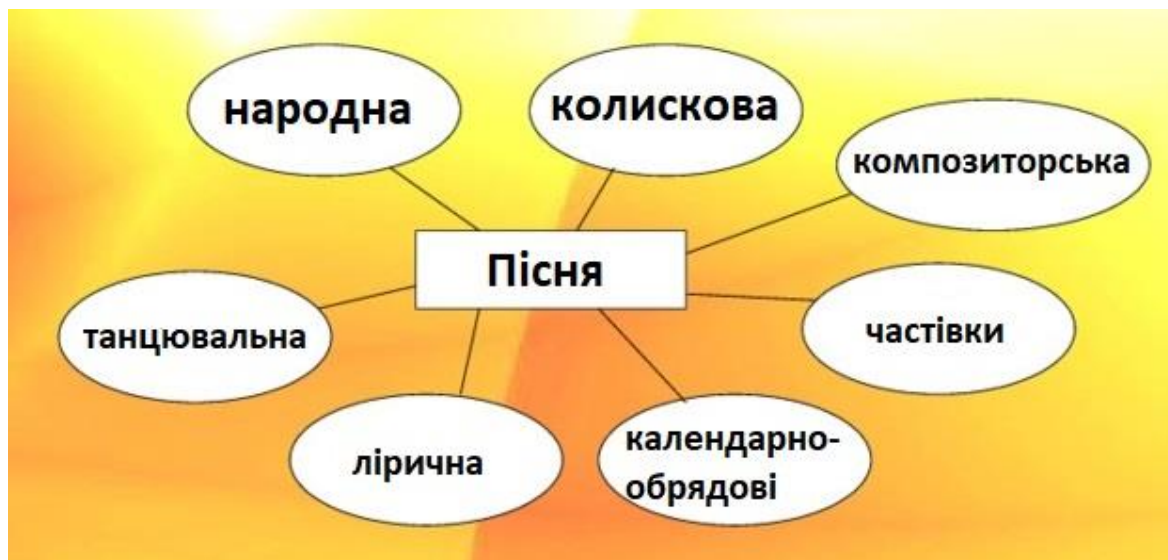 народна
колискова
композиторська
Пісня
танцювальна
частівки
лірична
календарно-
обрядові